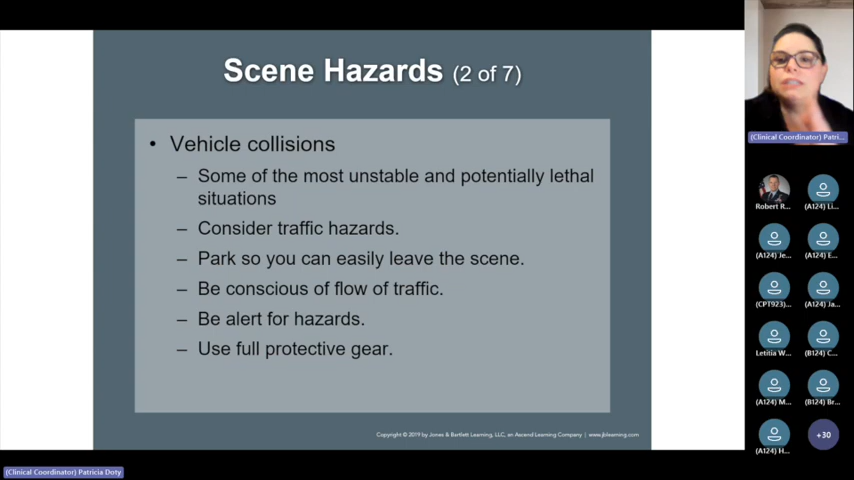 Scene Hazards (2 of 7)
• Vehicle collisions
– Some of the most unstable and potentially lethal
situations
– Consider traffic hazards.
– Park so you can easily leave the scene.
– Be conscious of flow of traffic.
– Be alert for hazards.
– Use full protective gear.
Copyright © 2019 by Jones & Bartlett Learning, LLC, an Ascend Learning Company | www.jblearning.com
(Clinical Coordinator) Patri...
Robert R...
(A124) Li...
(A124) Je...
(A124) E...
(CPT923)...
(A124) Ja...
Letitia W...
(B124) C...
(A124) M...
(B124) Br...
(A124) H...
+30
(Clinical Coordinator) Patricia Doty